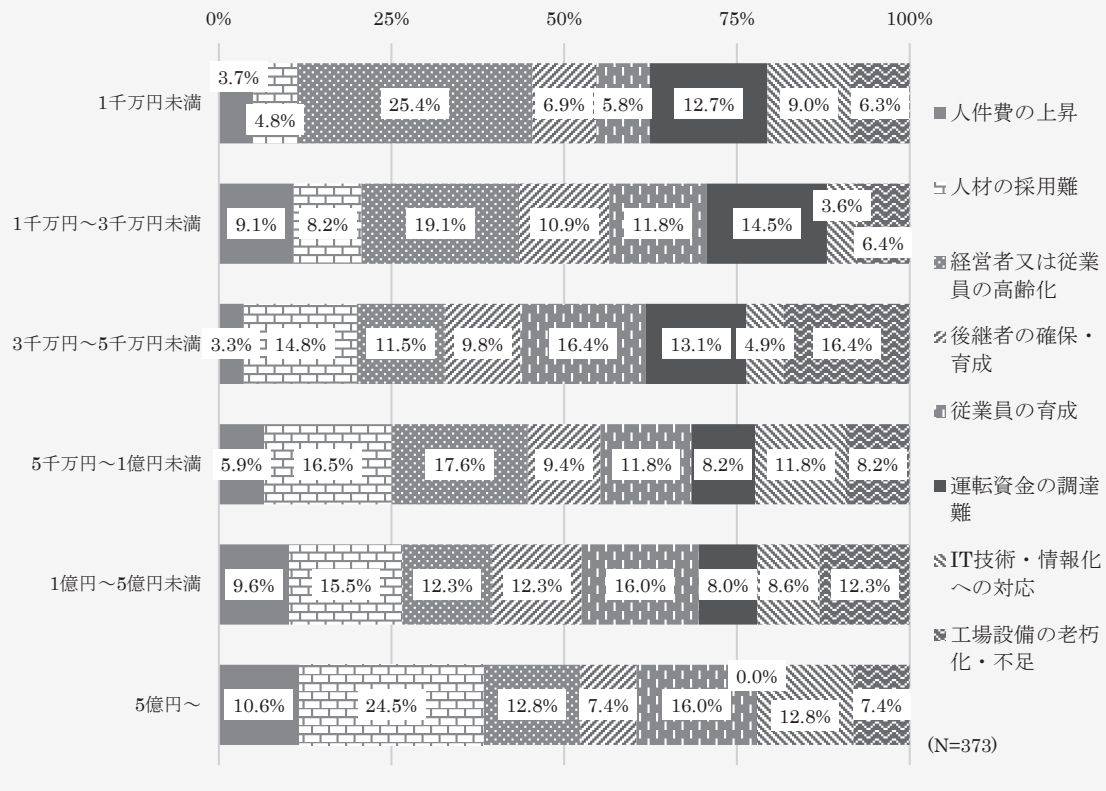 0%
25%
50%
75%
100%
1千万円未満
3.7%
4.8%
25.4%
6.9%
5.8%
12.7%
9.0%
6.3%
1千万円～3千万円未満
9.1%
8.2%
19.1%
10.9%
11.8%
14.5%
3.6%
6.4%
3千万円～5千万円未満
3.3%
14.8%
11.5%
9.8%
16.4%
13.1%
4.9%
16.4%
5千万円～1億円未満
5.9%
16.5%
17.6%
9.4%
11.8%
8.2%
11.8%
8.2%
1億円～5億円未満
9.6%
15.5%
12.3%
12.3%
16.0%
8.0%
8.6%
12.3%
5億円～
10.6%
24.5%
12.8%
7.4%
16.0%
0.0%
12.8%
7.4%
人件費の上昇
人材の採用難
経営者又は従業
員の高齢化
後継者の確保・
育成
従業員の育成
運転資金の調達
難
IT技術・情報化
への対応
工場設備の老朽
化・不足
(N=373)